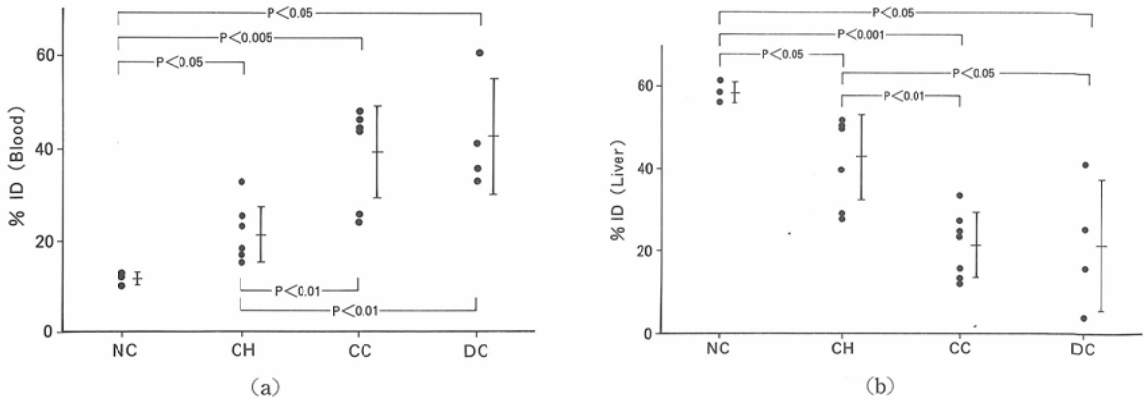 P<0.05
P<0.005
P<0.05
60
40
20
0
% ID (Blood)
P<0.01
P<0.01
NC CH CC DC
(a)
P<0.05
P<0.001
P<0.05
P<0.05
P<0.01
60
40
20
0
% ID (Liver)
NC CH CC DC
(b)